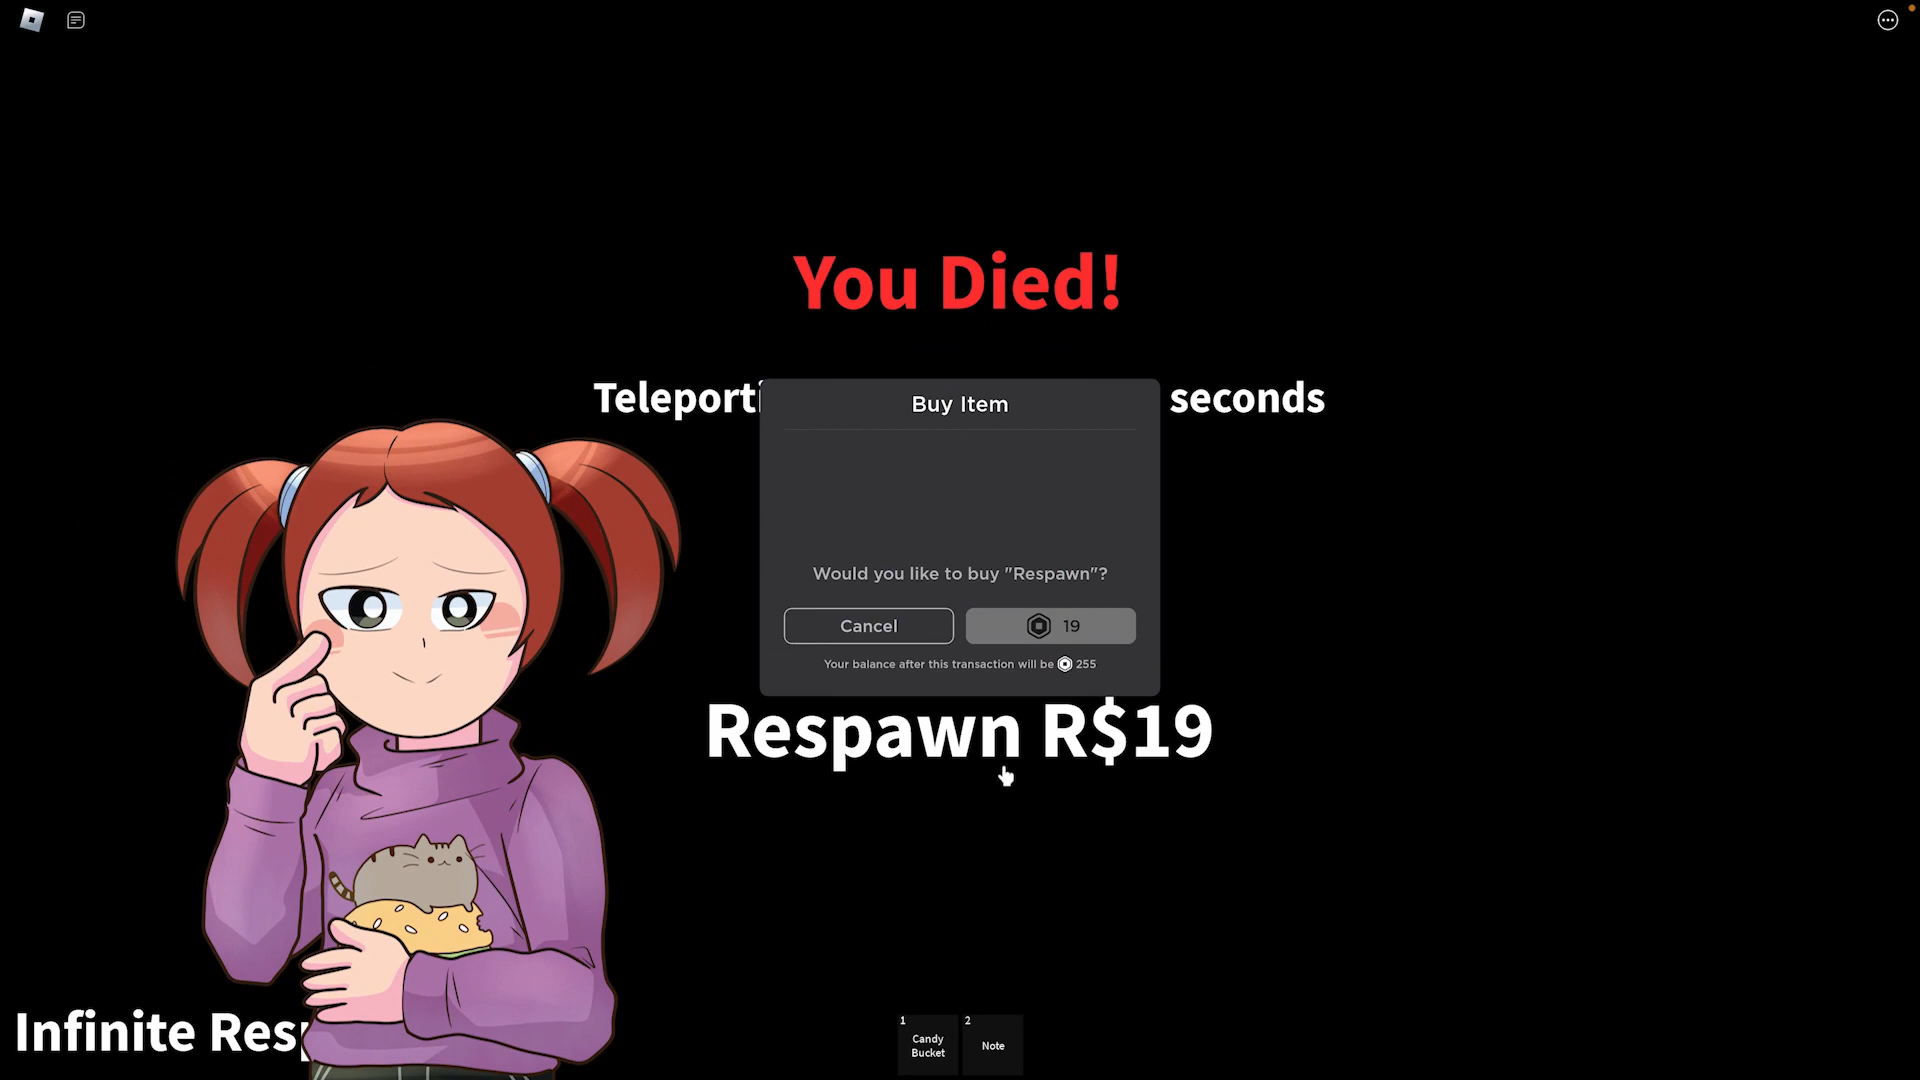 You Died!
Teleporti seconds
Buy Item
Would you like to buy "Respawn"?
Cancel
19
Your balance after this transaction will be 255
Respawn R$19
Infinite Resp
1
Candy
Bucket
2
Note